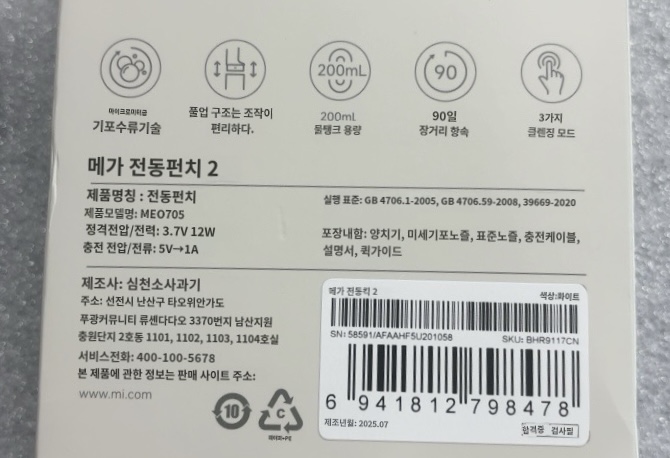 200mL
90
마이크로미터급
기포수류기술
풀업 구조는 조작이
편리하다.
200mL
물탱크 용량
90일
장거리 항속
3가지
클렌징 모드
메가 전동펀치 2
제품명칭 : 전동펀치
제품모델명: MEO705
정격전압/전력: 3.7V 12W
충전 전압/전류: 5V→1A
실행 표준: GB 4706.1-2005, GB 4706.59-2008, 39669-2020
포장내함: 양치기, 미세기포노즐, 표준노즐, 충전케이블,
설명서, 퀵가이드
제조사: 심천소사과기
주소: 선전시 난산구 타오위안가도
푸광커뮤니티 류센다다오 3370번지 남산지원
충원단지 2호동 1101, 1102, 1103, 1104호실
서비스전화: 400-100-5678
본 제품에 관한 정보는 판매 사이트 주소:
www.mi.com
10
C
메가 전동킥 2
색상:화이트
SN: 58591/AFAAHF5U201058
SKU: BHR9117CN
6 941812 798478
제조년월: 2025.07
합격증 검사필